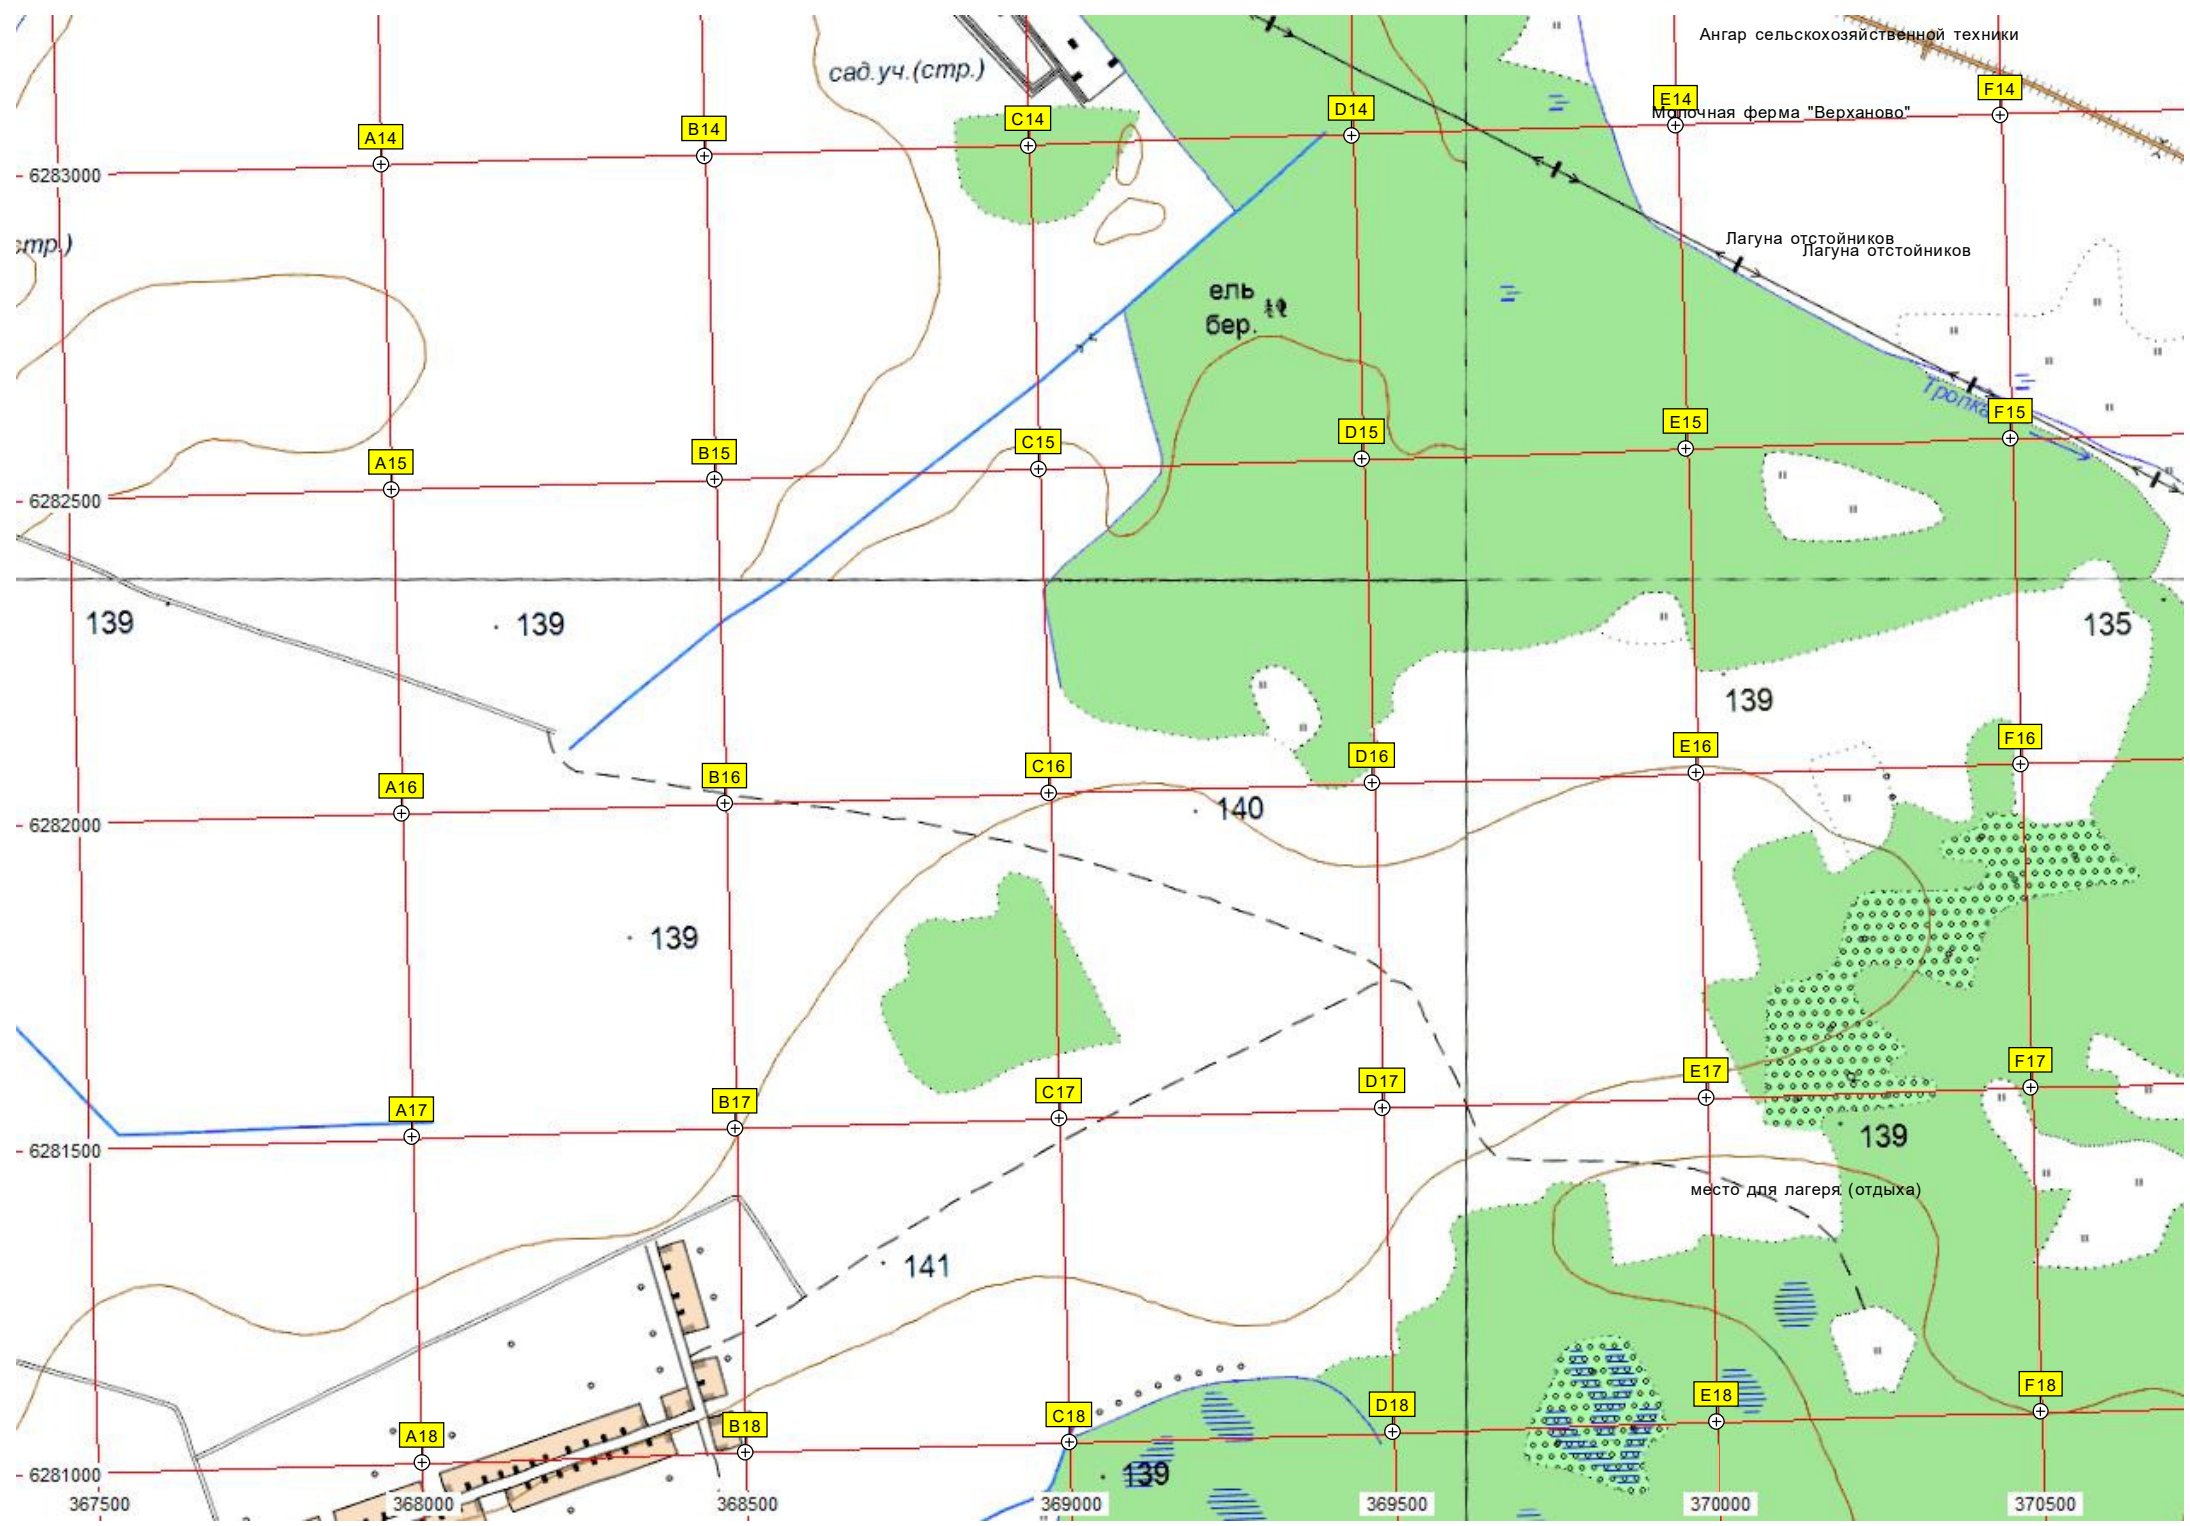 Ангар сельскохозяйственной техники
сад.уч.(стр.)
F14
E14
D14
Молочная ферма "Верханово"
C14
B14
A14
6283000
стр.)
Лагуна отстойников
Лагуна отстойников
ель
бер.
Тропка
F15
E15
D15
C15
B15
A15
6282500
139
139
135
139
F16
E16
D16
C16
B16
A16
140
6282000
139
F17
E17
D17
C17
B17
A17
139
6281500
место для лагеря (отдыха)
141
F18
E18
D18
C18
B18
A18
6281000
139
367500
368000
368500
369000
369500
370000
370500